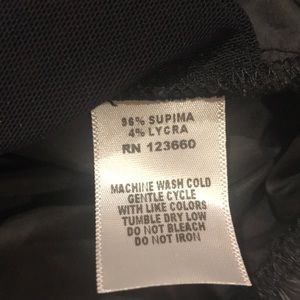 96% SUPIMA
4% LYCRA
RN 123660
MACHINE WASH COLD
GENTLE CYCLE
WITH LIKE COLORS
TUMBLE DRY LOW
DO NOT BLEACH
DO NOT IRON